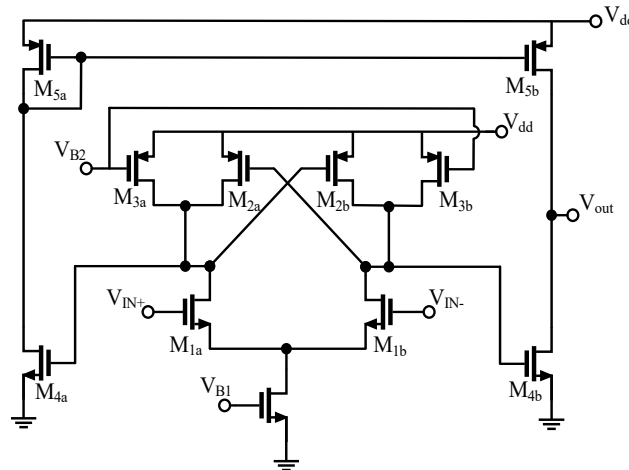 V_dd
M_5a
M_5b
V_B2
V_dd
M_3a
M_2a
M_2b
M_3b
V_out
V_IN+
V_IN-
M_1a
M_1b
M_4a
V_B1
M_4b